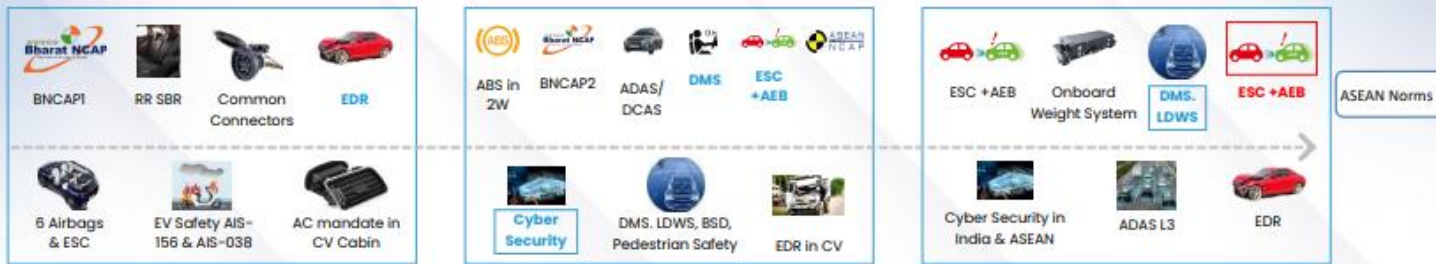 Bharat NCAP
BNCAP1
RR SBR
Common
Connectors
EDR
6 Airbags
& ESC
EV Safety AIS-
156 & AIS-038
AC mandate in
CV Cabin
ABS
Bharat NCAP
ASEAN
NCAP
ABS in
2W
BNCAP2
ADAS/
DCAS
DMS
ESC
+AEB
Cyber
Security
DMS. LDWS, BSD,
Pedestrian Safety
EDR in CV
ESC +AEB
Onboard
Weight System
DMS.
LDWS
ESC +AEB
Cyber Security in
India & ASEAN
ADAS L3
EDR
ASEAN Norms